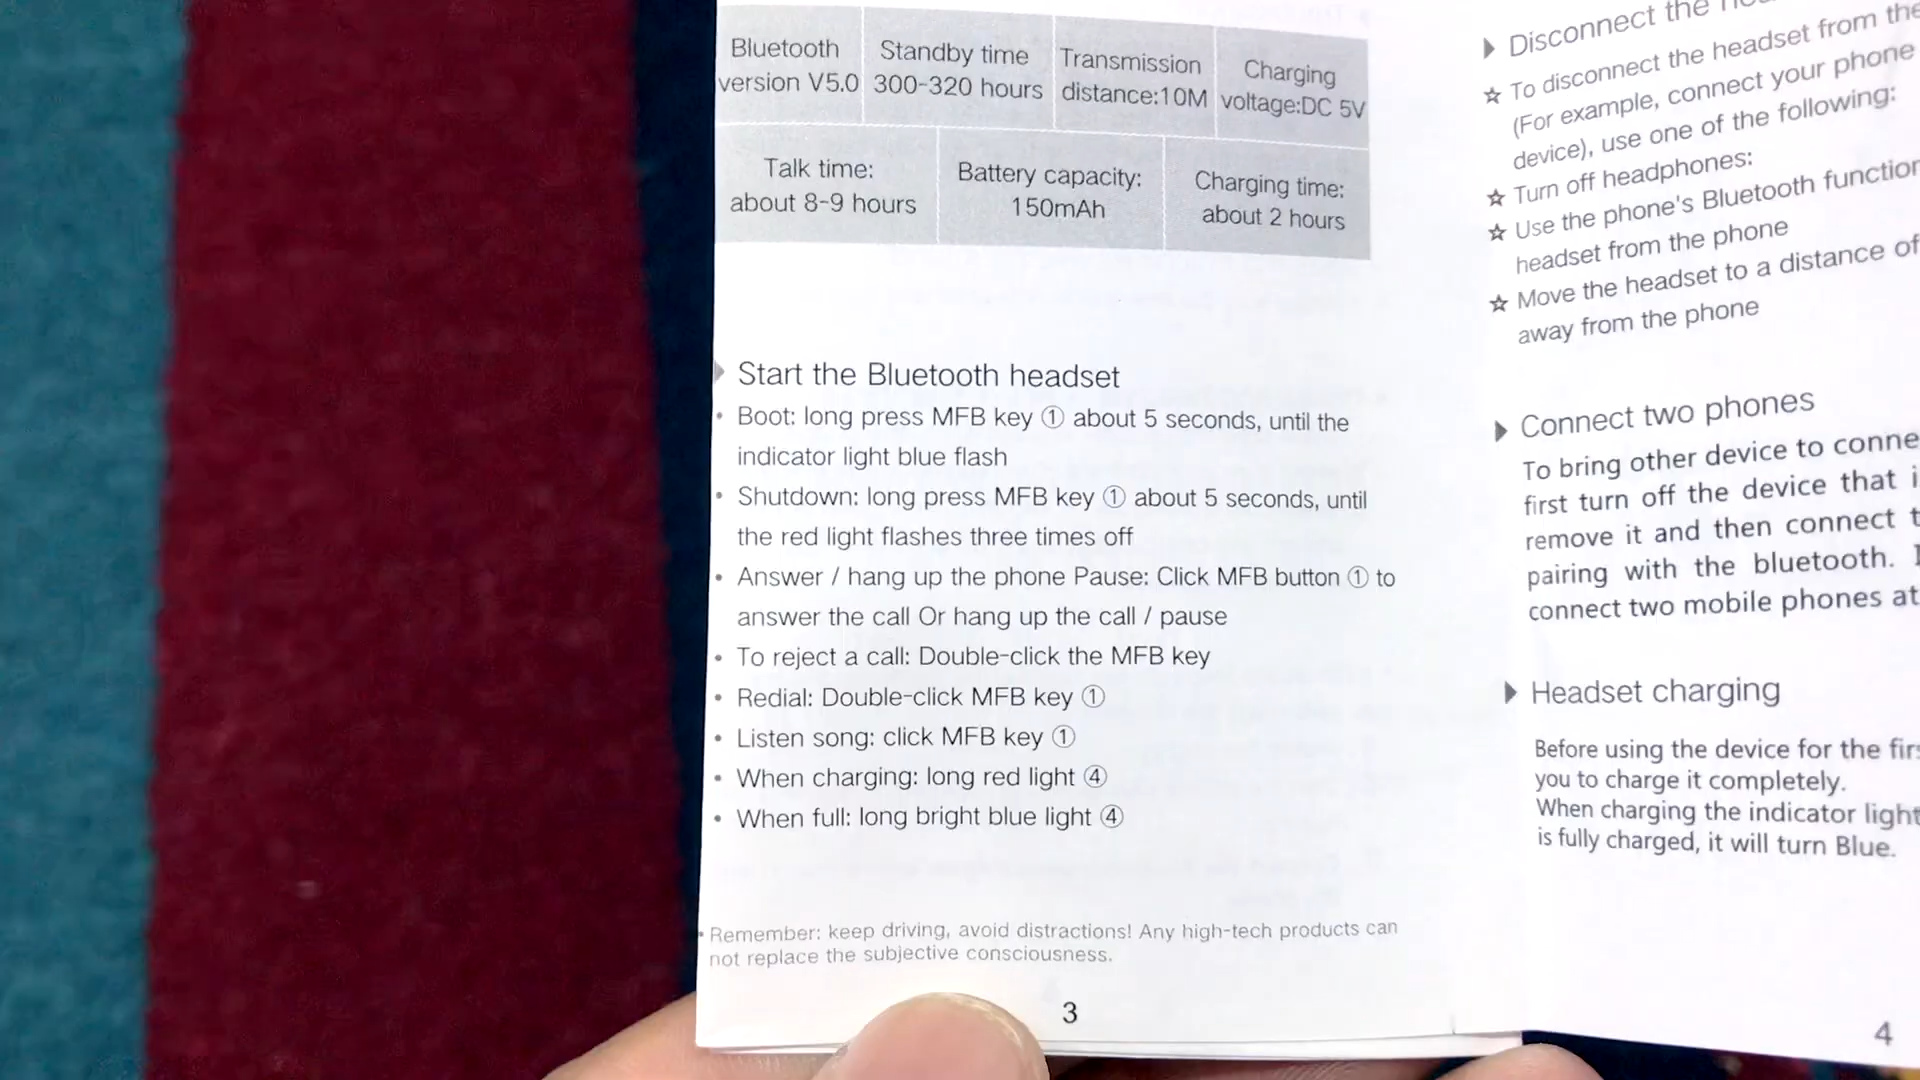 Bluetooth
version V5.0
Standby time
300-320 hours
Transmission
distance:10M
Charging
voltage:DC 5V
Talk time:
about 8-9 hours
Battery capacity:
150mAh
Charging time:
about 2 hours
Start the Bluetooth headset
• Boot: long press MFB key ① about 5 seconds, until the
indicator light blue flash
• Shutdown: long press MFB key ① about 5 seconds, until
the red light flashes three times off
• Answer / hang up the phone Pause: Click MFB button ① to
answer the call Or hang up the call / pause
• To reject a call: Double-click the MFB key
• Redial: Double-click MFB key ①
• Listen song: click MFB key ①
• When charging: long red light ④
• When full: long bright blue light ④
• Remember: keep driving, avoid distractions! Any high-tech products can
not replace the subjective consciousness.
3
Disconnect the
☆ To disconnect the headset from the
(For example, connect your phone
device), use one of the following:
☆ Turn off headphones:
☆ Use the phone's Bluetooth function
headset from the phone
☆ Move the headset to a distance of
away from the phone
Connect two phones
To bring other device to
first turn off the device that
remove it and then connect
pairing with the bluetooth.
connect two mobile phones at
Headset charging
Before using the device for the
you to charge it completely.
When charging the indicator light
is fully charged, it will turn Blue.
4